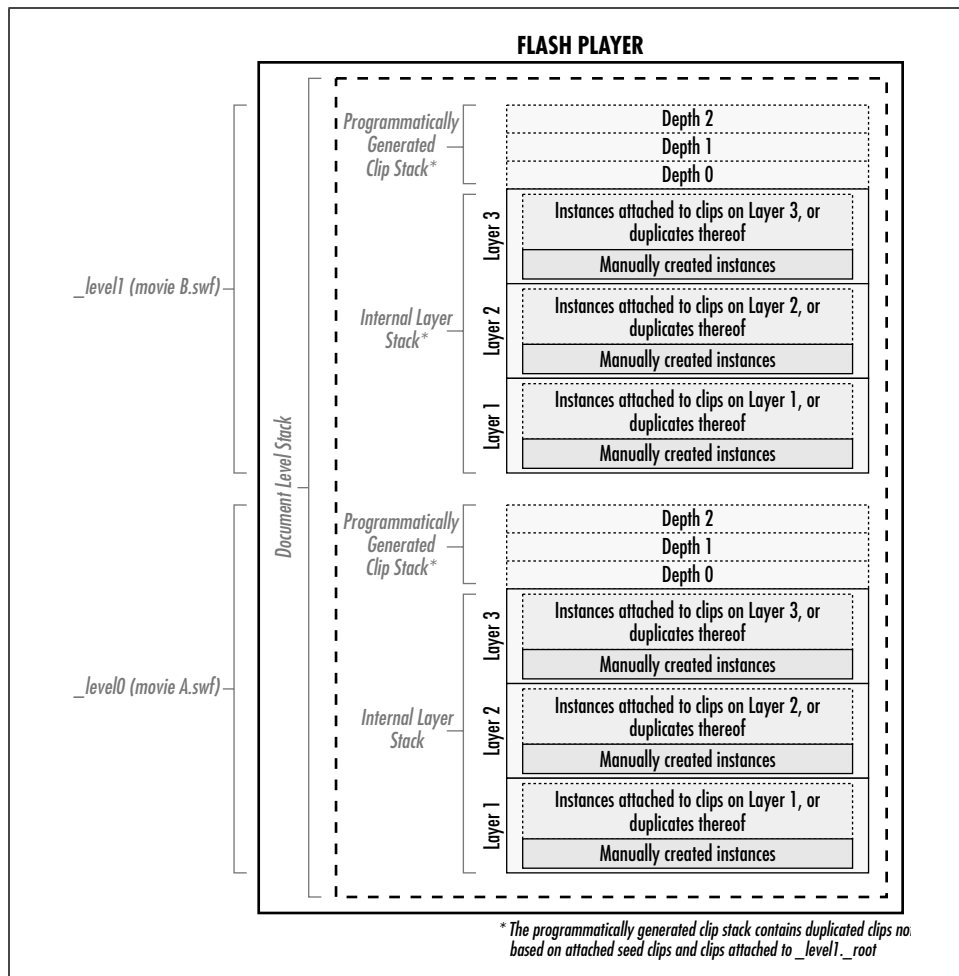 FLASH PLAYER
_level1 (movie B.swf)
Document Level Stack
Programmatically
Generated
Clip Stack*
Depth 2
Depth 1
Depth 0
Internal Layer
Stack*
Layer 3
Instances attached to clips on Layer 3, or
duplicates thereof
Manually created instances
Layer 2
Instances attached to clips on Layer 2, or
duplicates thereof
Manually created instances
Layer 1
Instances attached to clips on Layer 1, or
duplicates thereof
Manually created instances
_level0 (movie A.swf)
Programmatically
Generated
Clip Stack*
Depth 2
Depth 1
Depth 0
Internal Layer
Stack
Layer 3
Instances attached to clips on Layer 3, or
duplicates thereof
Manually created instances
Layer 2
Instances attached to clips on Layer 2, or
duplicates thereof
Manually created instances
Layer 1
Instances attached to clips on Layer 1, or
duplicates thereof
Manually created instances
* The programmatically generated clip stack contains duplicated clips
based on attached seed clips and clips attached to _level1._root